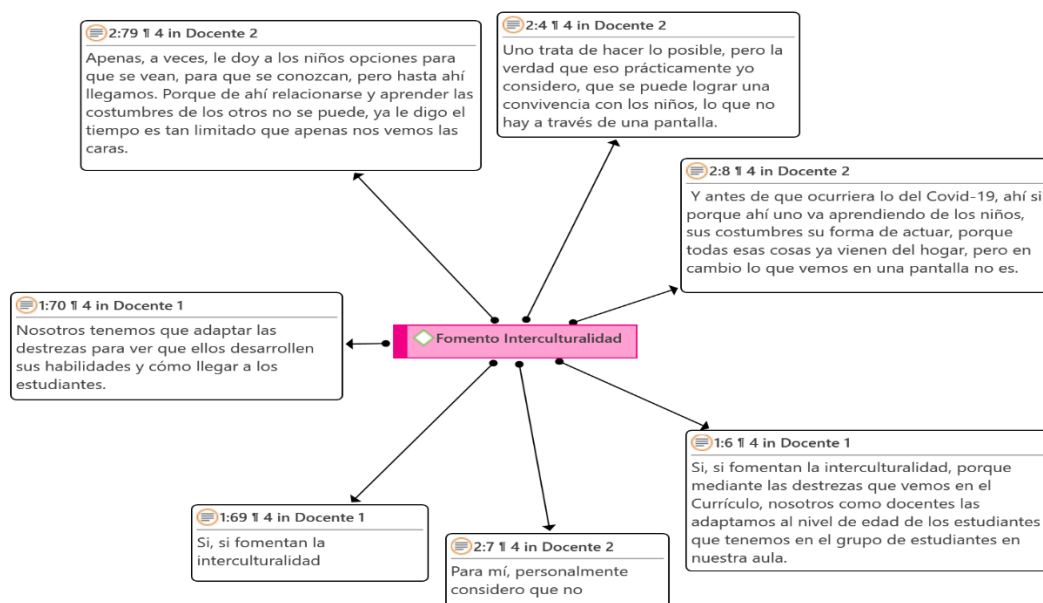 2:79 ¶ 4 in Docente 2
Apenas, a veces, le doy a los niños opciones para
que se vean, para que se conozcan, pero hasta ahí
llegamos. Porque de ahí relacionarse y aprender las
costumbres de los otros no se puede, ya le digo el
tiempo es tan limitado que apenas nos vemos las
caras.
2:4 ¶ 4 in Docente 2
Uno trata de hacer lo posible, pero la
verdad que eso prácticamente yo
considero, que se puede lograr una
convivencia con los niños, lo que no
hay a través de una pantalla.
2:8 ¶ 4 in Docente 2
Y antes de que ocurriera lo del Covid-19, ahí si
porque ahí uno va aprendiendo de los niños,
sus costumbres su forma de actuar, porque
todas esas cosas ya vienen del hogar, pero en
cambio lo que vemos en una pantalla no es.
1:70 ¶ 4 in Docente 1
Nosotros tenemos que adaptar las
destrezas para ver que ellos desarrollen
sus habilidades y cómo llegar a los
estudiantes.
Fomento Interculturalidad
1:6 ¶ 4 in Docente 1
Si, si fomentan la interculturalidad, porque
mediante las destrezas que vemos en el
Currículo, nosotros como docentes las
adaptamos al nivel de edad de los estudiantes
que tenemos en el grupo de estudiantes en
nuestra aula.
1:69 ¶ 4 in Docente 1
Si, si fomentan la
interculturalidad
2:7 ¶ 4 in Docente 2
Para mí, personalmente
considero que no